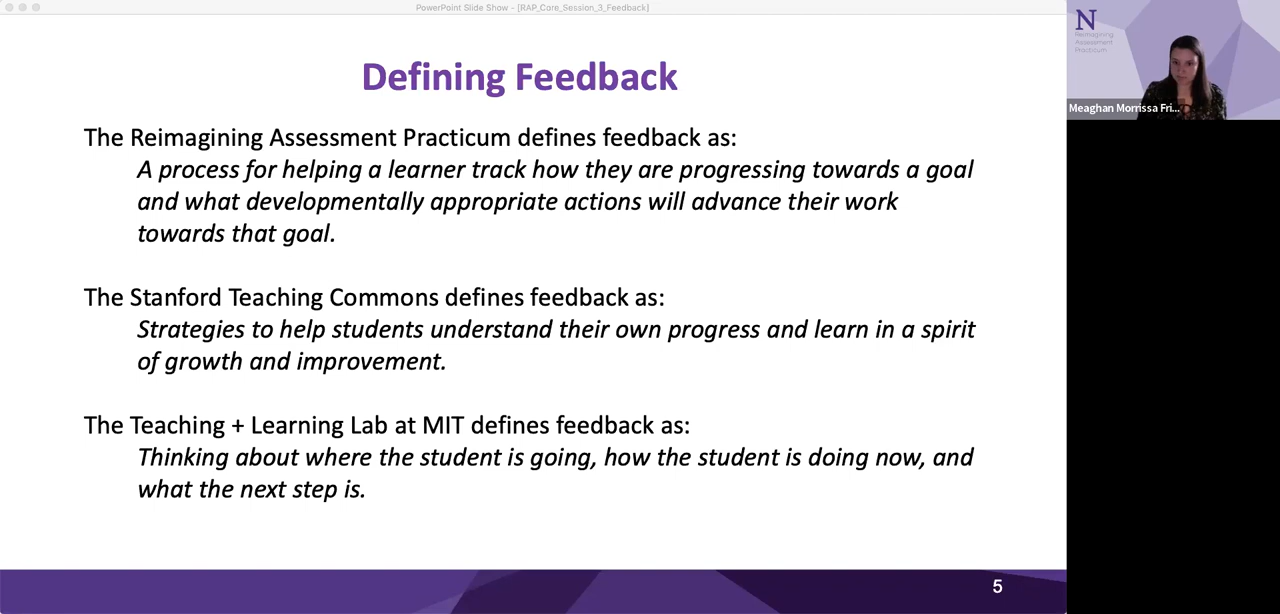 PowerPoint Slide Show - [RAP_Core_Session_3_Feedback]
Defining Feedback
The Reimagining Assessment Practicum defines feedback as:
A process for helping a learner track how they are progressing towards a goal
and what developmentally appropriate actions will advance their work
towards that goal.
The Stanford Teaching Commons defines feedback as:
Strategies to help students understand their own progress and learn in a spirit
of growth and improvement.
The Teaching + Learning Lab at MIT defines feedback as:
Thinking about where the student is going, how the student is doing now, and
what the next step is.
5
N
Reimagining
Assessment
Practicum
Meaghan Morrissa Fri...